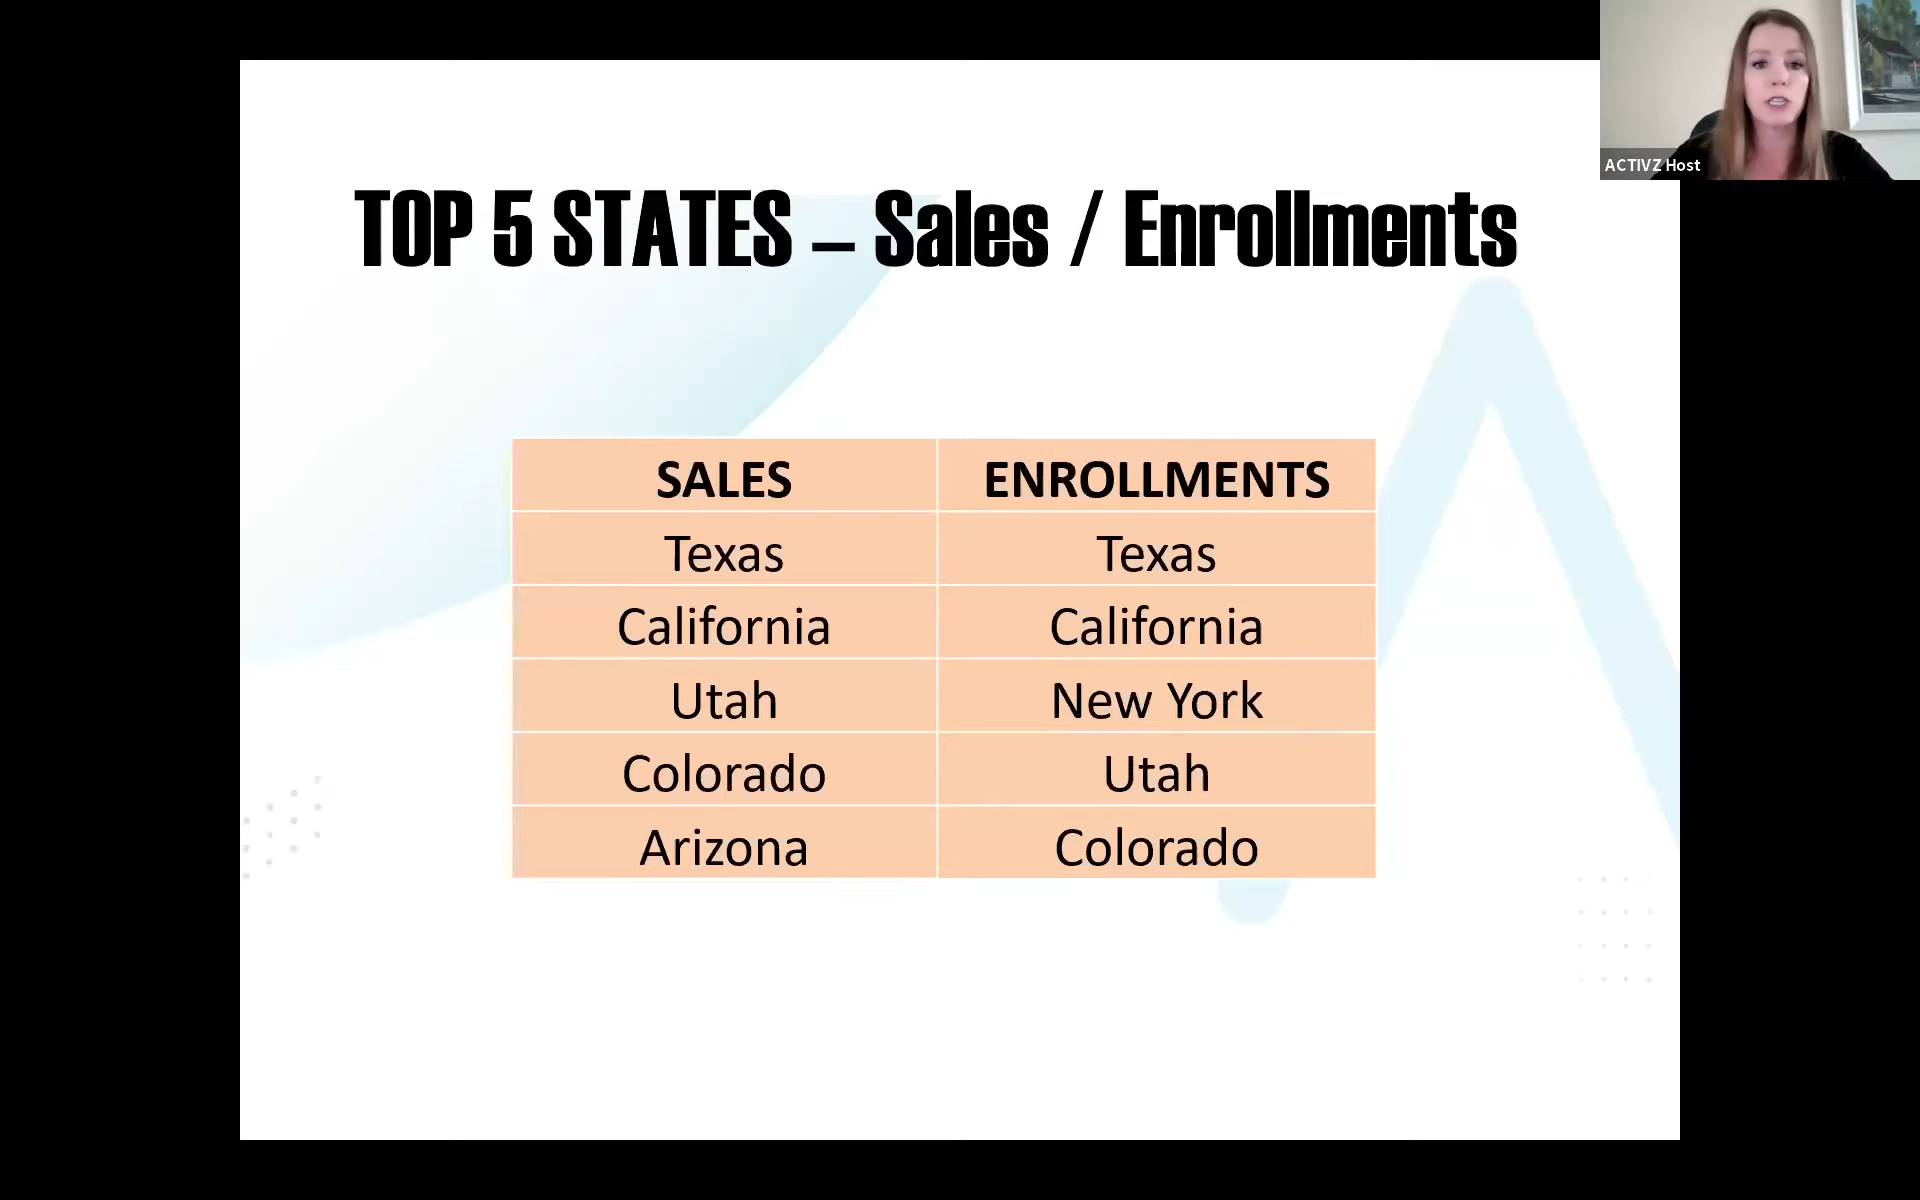 ACTIVZ Host
TOP 5 STATES – Sales / Enrollments
SALES ENROLLMENTS
Texas Texas
California California
Utah New York
Colorado Utah
Arizona Colorado